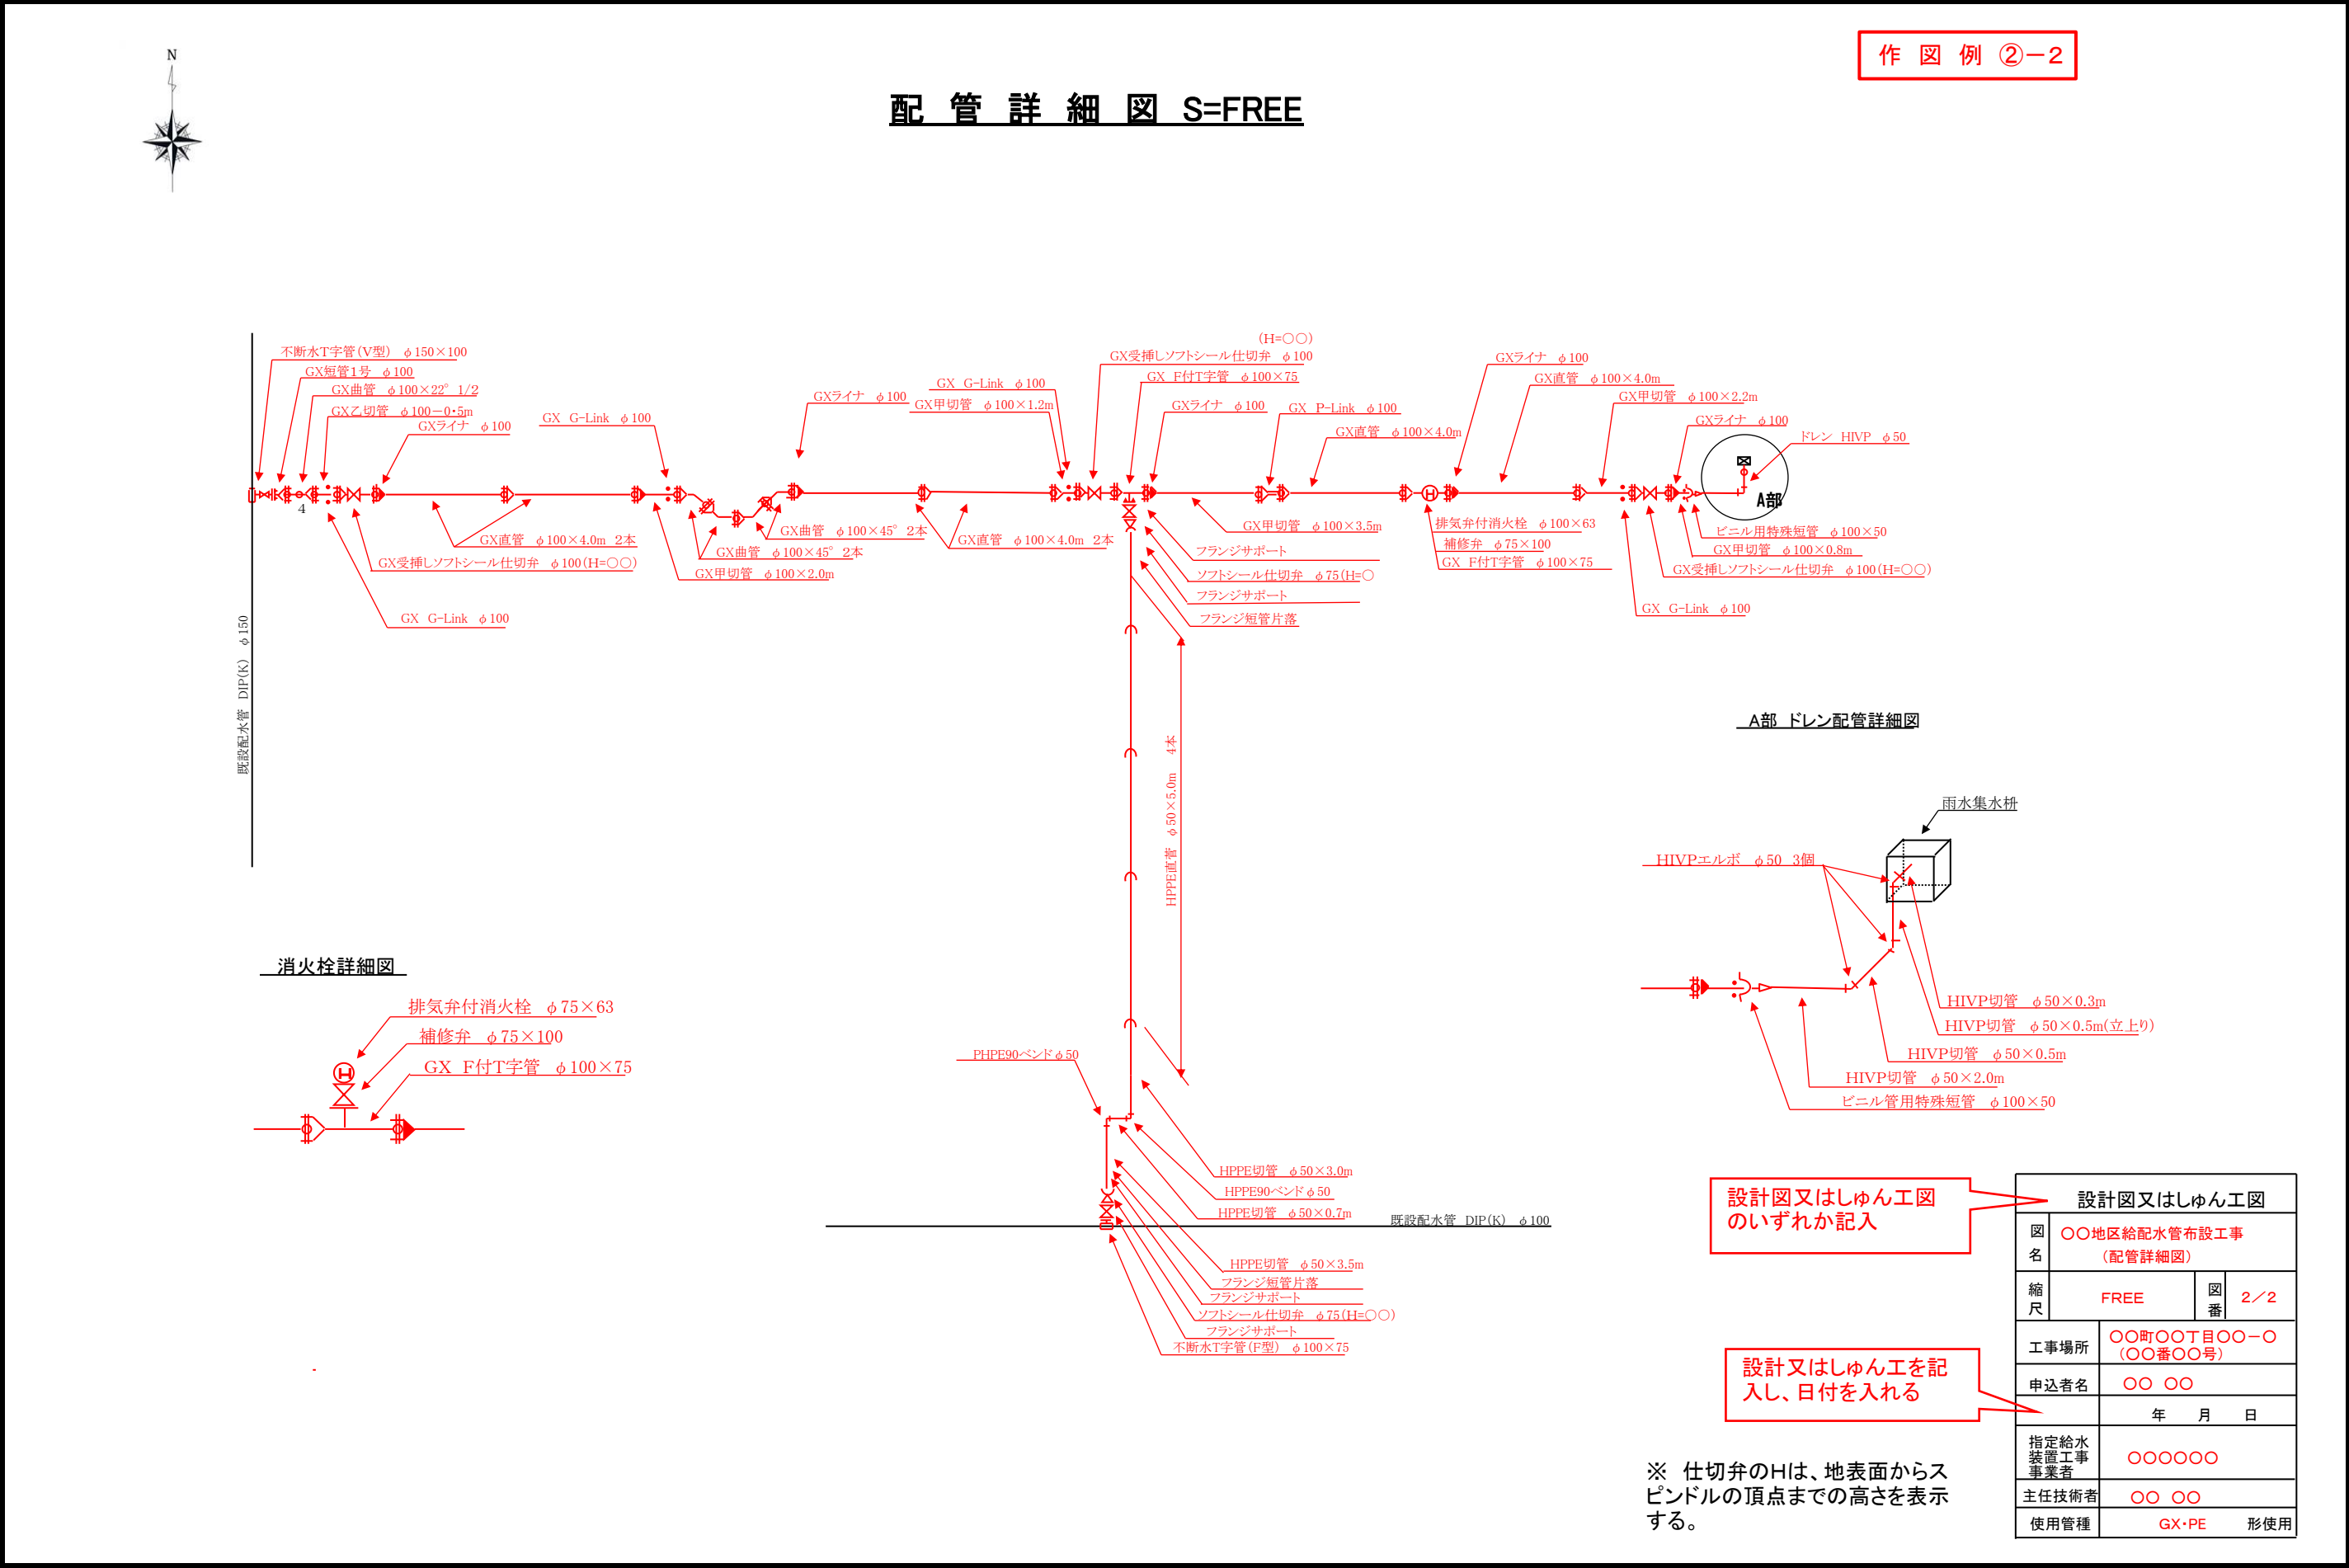 作 図 例 ②－2
N
配 管 詳 細 図 S=FREE
不断水T字管(V型) φ150×100
GX短管1号 φ100
GX曲管 φ100×22° 1/2
GX乙切管 φ100－0・5m
GXライナ φ100
GX G-Link φ100
GXライナ φ100
GX G-Link φ100
GX甲切管 φ100×1.2m
(H=○○)
GX受挿しソフトシール仕切弁 φ100
GX F付T字管 φ100×75
GXライナ φ100
GX P-Link φ100
GX直管 φ100×4.0m
GXライナ φ100
GX直管 φ100×4.0m
GX甲切管 φ100×2.2m
GXライナ φ100
ドレン HIVP φ50
A部
4
GX直管 φ100×4.0m 2本
GX受挿しソフトシール仕切弁 φ100(H=○○)
GX G-Link φ100
GX曲管 φ100×45° 2本
GX曲管 φ100×45° 2本
GX甲切管 φ100×2.0m
GX直管 φ100×4.0m 2本
GX甲切管 φ100×3.5m
フランジサポート
ソフトシール仕切弁 φ75(H=○
フランジサポート
フランジ短管片落
排気弁付消火栓 φ100×63
補修弁 φ75×100
GX F付T字管 φ100×75
ビニル用特殊短管 φ100×50
GX甲切管 φ100×0.8m
GX受挿しソフトシール仕切弁 φ100(H=○○)
GX G-Link φ100
既設配水管 DIP(K) φ150
HPPE直管 φ50×5.0m 4本
A部 ドレン配管詳細図
雨水集水枡
HIVPエルボ φ50 3個
HIVP切管 φ50×0.3m
HIVP切管 φ50×0.5m(立上り)
HIVP切管 φ50×0.5m
HIVP切管 φ50×2.0m
ビニル管用特殊短管 φ100×50
消火栓詳細図
排気弁付消火栓 φ75×63
補修弁 φ75×100
GX F付T字管 φ100×75
PHPE90ベンドφ50
HPPE切管 φ50×3.0m
HPPE90ベンドφ50
HPPE切管 φ50×0.7m
既設配水管 DIP(K) φ100
HPPE切管 φ50×3.5m
フランジ短管片落
フランジサポート
ソフトシール仕切弁 φ75(H=○○)
フランジサポート
不断水T字管(F型) φ100×75
設計図又はしゅん工図
のいずれか記入
設計又はしゅん工を記
入し、日付を入れる
※ 仕切弁のHは、地表面からス
ピンドルの頂点までの高さを表示
する。
設計図又はしゅん工図
図名 ○○地区給配水管布設工事
(配管詳細図)
縮尺 FREE 図番 2／2
工事場所 ○○町○○丁目○○－○
(○○番○○号)
申込者名 ○○ ○○
年 月 日
指定給水
装置工事
事業者 ○○○○○○
主任技術者 ○○ ○○
使用管種 GX・PE 形使用